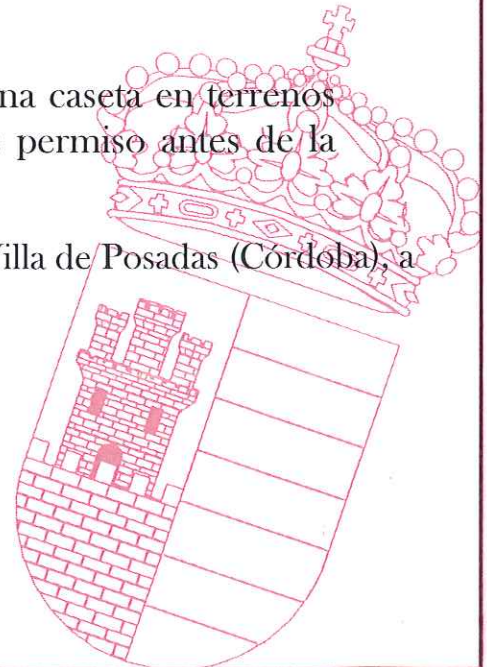 na caseta en terrenos
permiso antes de la
Villa de Posadas (Córdoba), a